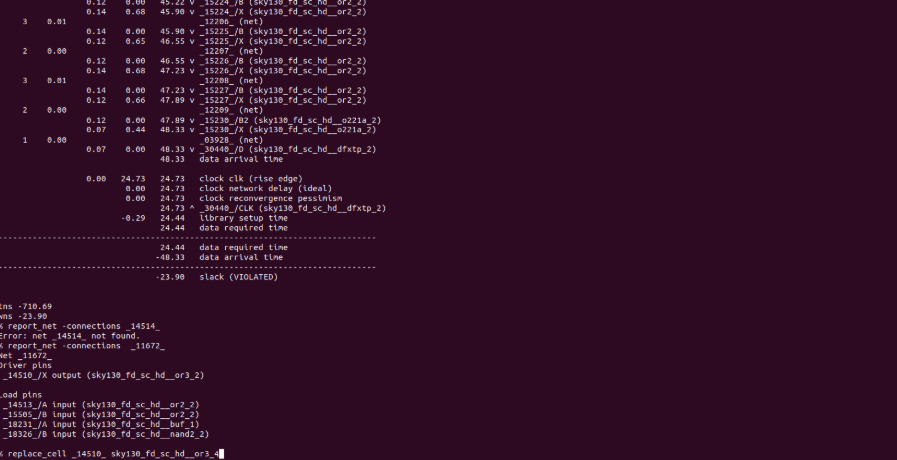 0.12 0.00 45.22 v _15224_/B (sky130_fd_sc_hd__or2_2)
0.14 0.68 45.90 v _15224_/X (sky130_fd_sc_hd__or2_2)
3 0.01 _12206_ (net)
0.14 0.00 45.90 v _15225_/B (sky130_fd_sc_hd__or2_2)
0.12 0.65 46.55 v _15225_/X (sky130_fd_sc_hd__or2_2)
2 0.00 _12207_ (net)
0.12 0.00 46.55 v _15226_/B (sky130_fd_sc_hd__or2_2)
0.14 0.68 47.23 v _15226_/X (sky130_fd_sc_hd__or2_2)
3 0.01 _12208_ (net)
0.14 0.00 47.23 v _15227_/B (sky130_fd_sc_hd__or2_2)
0.12 0.66 47.89 v _15227_/X (sky130_fd_sc_hd__or2_2)
2 0.00 _12209_ (net)
0.12 0.00 47.89 v _15230_/B2 (sky130_fd_sc_hd__o221a_2)
0.07 0.44 48.33 v _15230_/X (sky130_fd_sc_hd__o221a_2)
1 0.00 _03928_ (net)
0.07 0.00 48.33 v _30440_/D (sky130_fd_sc_hd__dfxtp_2)
48.33 data arrival time
0.00 24.73 24.73 clock clk (rise edge)
0.00 24.73 clock network delay (ideal)
0.00 24.73 clock reconvergence pessimism
24.73 ^ _30440_/CLK (sky130_fd_sc_hd__dfxtp_2)
-0.29 24.44 library setup time
24.44 data required time
-----------------------------------------------------------------------------
24.44 data required time
-48.33 data arrival time
-----------------------------------------------------------------------------
-23.90 slack (VIOLATED)
tns -710.69
wns -23.90
% report_net -connections _14514_
Error: net _14514_ not found.
% report_net -connections _11672_
Net _11672_
Driver pins
_14510_/X output (sky130_fd_sc_hd__or3_2)
Load pins
_14513_/A input (sky130_fd_sc_hd__or2_2)
_15505_/B input (sky130_fd_sc_hd__or2_2)
_18231_/A input (sky130_fd_sc_hd__buf_1)
_18326_/B input (sky130_fd_sc_hd__nand2_2)
% replace_cell _14510_ sky130_fd_sc_hd__or3_4